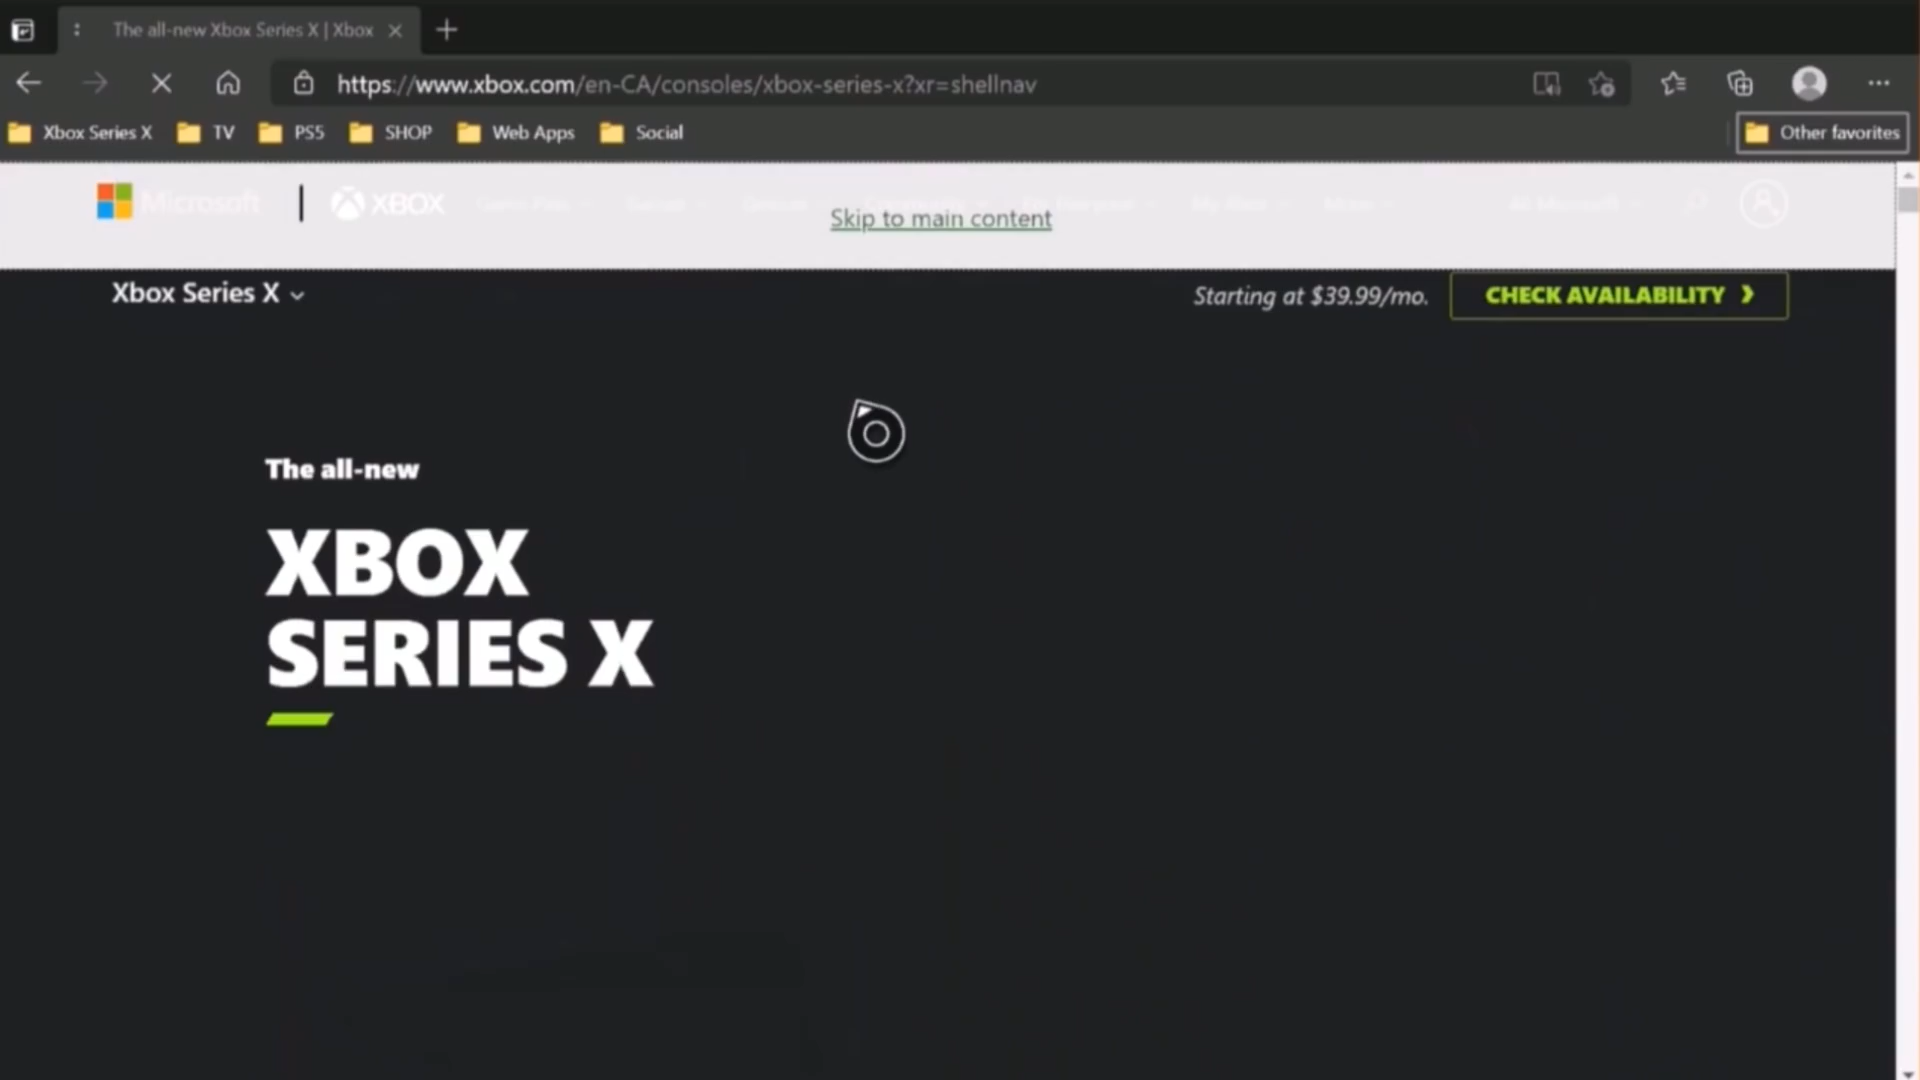 The all-new Xbox Series X | Xbox
https://www.xbox.com/en-CA/consoles/xbox-series-x?xr=shellnav
Xbox Series X TV PS5 SHOP Web Apps Social Other favorites
Microsoft XBOX
Skip to main content
Xbox Series X Starting at $39.99/mo. CHECK AVAILABILITY
The all-new
XBOX
SERIES X